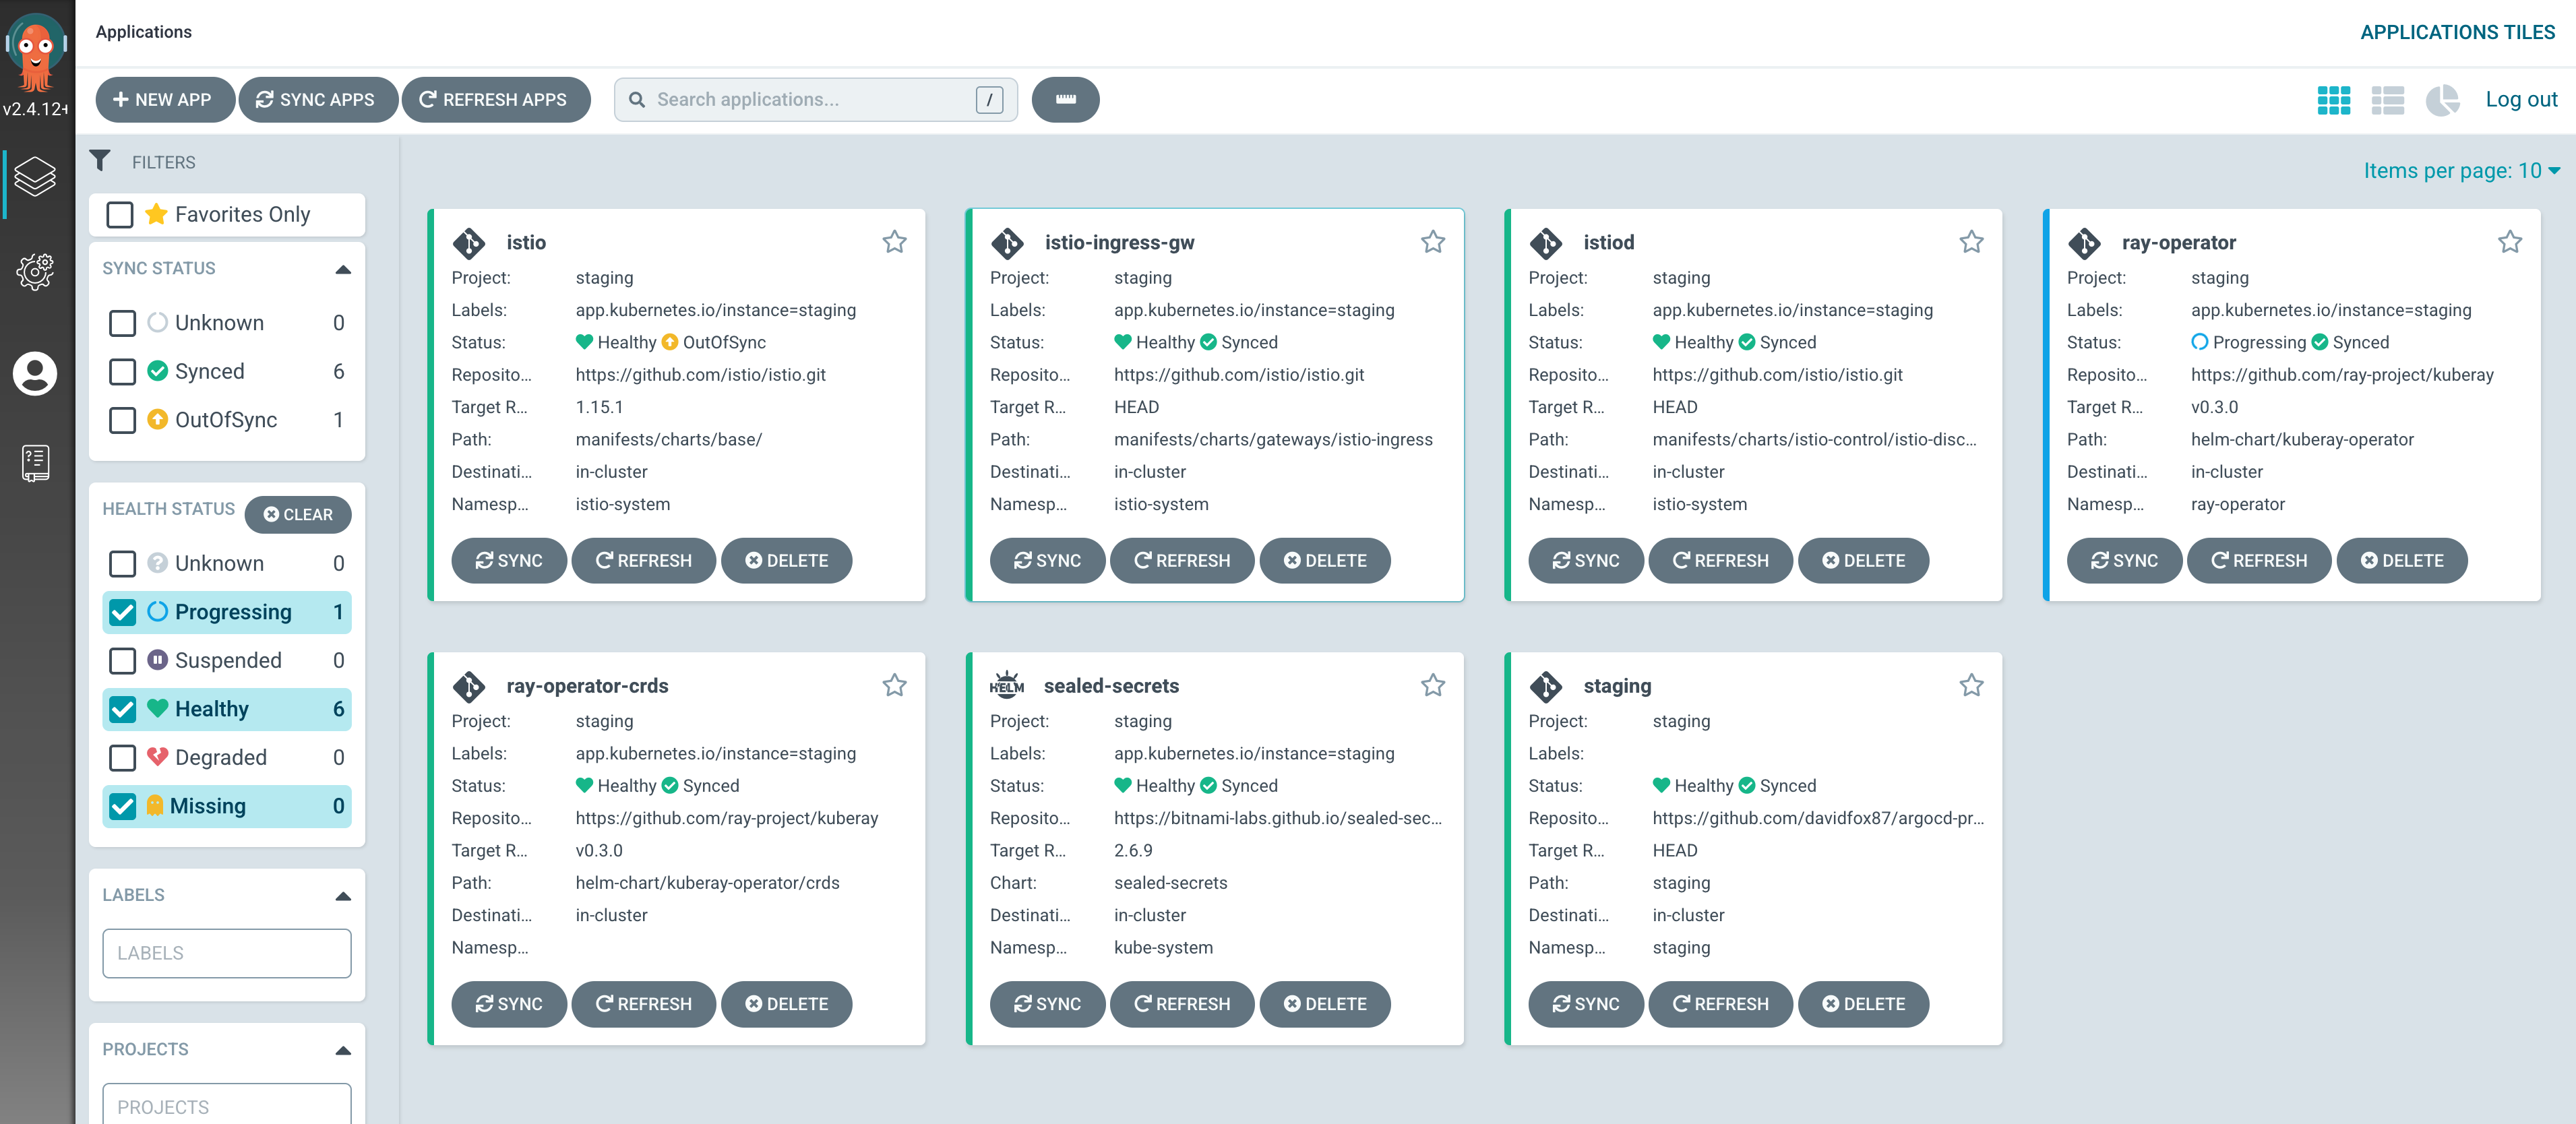 Applications
APPLICATIONS TILES
v2.4.12+
NEW APP
SYNC APPS
REFRESH APPS
Search applications...
/
Log out
FILTERS
Favorites Only
SYNC STATUS
Unknown 0
Synced 6
OutOfSync 1
HEALTH STATUS
CLEAR
Unknown 0
Progressing 1
Suspended 0
Healthy 6
Degraded 0
Missing 0
LABELS
LABELS
PROJECTS
PROJECTS
Items per page: 10
istio
Project: staging
Labels: app.kubernetes.io/instance=staging
Status: Healthy OutOfSync
Reposito... https://github.com/istio/istio.git
Target R... 1.15.1
Path: manifests/charts/base/
Destinati... in-cluster
Namesp... istio-system
SYNC REFRESH DELETE
istio-ingress-gw
Project: staging
Labels: app.kubernetes.io/instance=staging
Status: Healthy Synced
Reposito... https://github.com/istio/istio.git
Target R... HEAD
Path: manifests/charts/gateways/istio-ingress
Destinati... in-cluster
Namesp... istio-system
SYNC REFRESH DELETE
istiod
Project: staging
Labels: app.kubernetes.io/instance=staging
Status: Healthy Synced
Reposito... https://github.com/istio/istio.git
Target R... HEAD
Path: manifests/charts/istio-control/istio-disc...
Destinati... in-cluster
Namesp... istio-system
SYNC REFRESH DELETE
ray-operator
Project: staging
Labels: app.kubernetes.io/instance=staging
Status: Progressing Synced
Reposito... https://github.com/ray-project/kuberay
Target R... v0.3.0
Path: helm-chart/kuberay-operator
Destinati... in-cluster
Namesp... ray-operator
SYNC REFRESH DELETE
ray-operator-crds
Project: staging
Labels: app.kubernetes.io/instance=staging
Status: Healthy Synced
Reposito... https://github.com/ray-project/kuberay
Target R... v0.3.0
Path: helm-chart/kuberay-operator/crds
Destinati... in-cluster
Namesp...
SYNC REFRESH DELETE
HELM
sealed-secrets
Project: staging
Labels: app.kubernetes.io/instance=staging
Status: Healthy Synced
Reposito... https://bitnami-labs.github.io/sealed-sec...
Target R... 2.6.9
Chart: sealed-secrets
Destinati... in-cluster
Namesp... kube-system
SYNC REFRESH DELETE
staging
Project: staging
Labels:
Status: Healthy Synced
Reposito... https://github.com/davidfox87/argocd-pr...
Target R... HEAD
Path: staging
Destinati... in-cluster
Namesp... staging
SYNC REFRESH DELETE